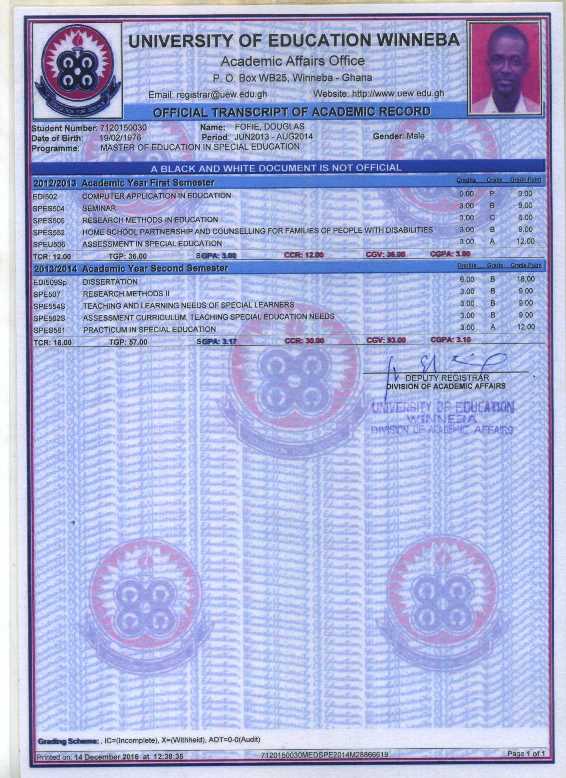 UNIVERSITY OF EDUCATION WINNEBA
Academic Affairs Office
P. O. Box WB25, Winneba - Ghana
Email: registrar@uew.edu.gh Website: http://www.uew.edu.gh
OFFICIAL TRANSCRIPT OF ACADEMIC RECORD
Student Number: 7120150030 Name: FOFIE, DOUGLAS
Date of Birth: 19/02/1976 Period: JUN2013 - AUG2014 Gender: Male
Programme: MASTER OF EDUCATION IN SPECIAL EDUCATION
A BLACK AND WHITE DOCUMENT IS NOT OFFICIAL
2012/2013 Academic Year First Semester Credits Grade Grade Point
EDI502 COMPUTER APPLICATION IN EDUCATION 0.00 P 0.00
SPES504 SEMINAR 3.00 B 9.00
SPES506 RESEARCH METHODS IN EDUCATION 3.00 C 6.00
HOME SCHOOL PARTNERSHIP AND COUNSELLING FOR FAMILIES OF PEOPLE WITH DISABILITIES 3.00 B 9.00
ASSESSMENT IN SPECIAL EDUCATION 3.00 A 12.00
TCR: 12.00 TGP: 36.00 SGPA: 3.00 CCR: 12.00 CGV: 36.00 CGPA: 3.00
2013/2014 Academic Year Second Semester Credits Grade Grade Point
EDI509Sp DISSERTATION 6.00 B 18.00
SPE507 RESEARCH METHODS II 3.00 B 9.00
SPE554S TEACHING AND LEARNING NEEDS OF SPECIAL LEARNERS 3.00 B 9.00
SPE562S ASSESSMENT CURRICULUM, TEACHING SPECIAL EDUCATION NEEDS 3.00 B 9.00
SPES561 PRACTICUM IN SPECIAL EDUCATION 3.00 A 12.00
TCR: 18.00 TGP: 57.00 SGPA: 3.17 CCR: 30.00 CGV: 93.00 CGPA: 3.10
DEPUTY REGISTRAR
DIVISION OF ACADEMIC AFFAIRS
UNIVERSITY OF EDUCATION
WINNEBA
DIVISION OF ACADEMIC AFFAIRS
Grading Scheme: , IC=(Incomplete), X=(Withheld), AOT=0-0(Audit)
Printed on: 14 December 2016 at 12:38:35 7120150030MEDSPE2014M28866619 Page 1 of 1